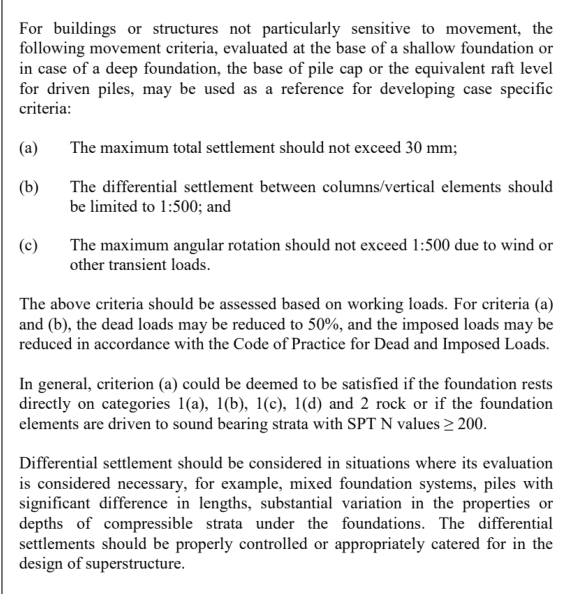 For buildings or structures not particularly sensitive to movement, the
following movement criteria, evaluated at the base of a shallow foundation or
in case of a deep foundation, the base of pile cap or the equivalent raft level
for driven piles, may be used as a reference for developing case specific
criteria:
(a) The maximum total settlement should not exceed 30 mm;
(b) The differential settlement between columns/vertical elements should
be limited to 1:500; and
(c) The maximum angular rotation should not exceed 1:500 due to wind or
other transient loads.
The above criteria should be assessed based on working loads. For criteria (a)
and (b), the dead loads may be reduced to 50%, and the imposed loads may be
reduced in accordance with the Code of Practice for Dead and Imposed Loads.
In general, criterion (a) could be deemed to be satisfied if the foundation rests
directly on categories 1(a), 1(b), 1(c), 1(d) and 2 rock or if the foundation
elements are driven to sound bearing strata with SPT N values ≥ 200.
Differential settlement should be considered in situations where its evaluation
is considered necessary, for example, mixed foundation systems, piles with
significant difference in lengths, substantial variation in the properties or
depths of compressible strata under the foundations. The differential
settlements should be properly controlled or appropriately catered for in the
design of superstructure.